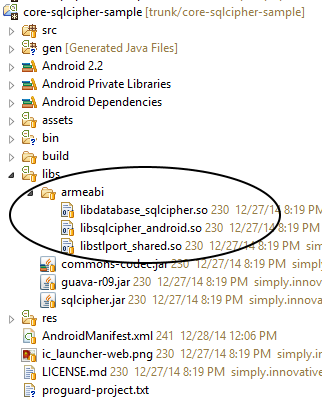 core-sqlcipher-sample [trunk/core-sqlcipher-sample]
src
gen [Generated Java Files]
Android 2.2
Android Private Libraries
Android Dependencies
assets
bin
build
libs
armeabi
libdatabase_sqlcipher.so 230 12/27/14 8:19 PM
libsqlcipher_android.so 230 12/27/14 8:19 PM
libstlport_shared.so 230 12/27/14 8:19 PM simply.inf
commons-codec.jar 230 12/27/14 8:19 PM simply.
guava-r09.jar 230 12/27/14 8:19 PM simply.innov
sqlcipher.jar 230 12/27/14 8:19 PM simply.innova
res
AndroidManifest.xml 241 12/28/14 12:06 PM
ic_launcher-web.png 230 12/27/14 8:19 PM simpl
LICENSE.md 230 12/27/14 8:19 PM simply.innovative
proguard-project.txt